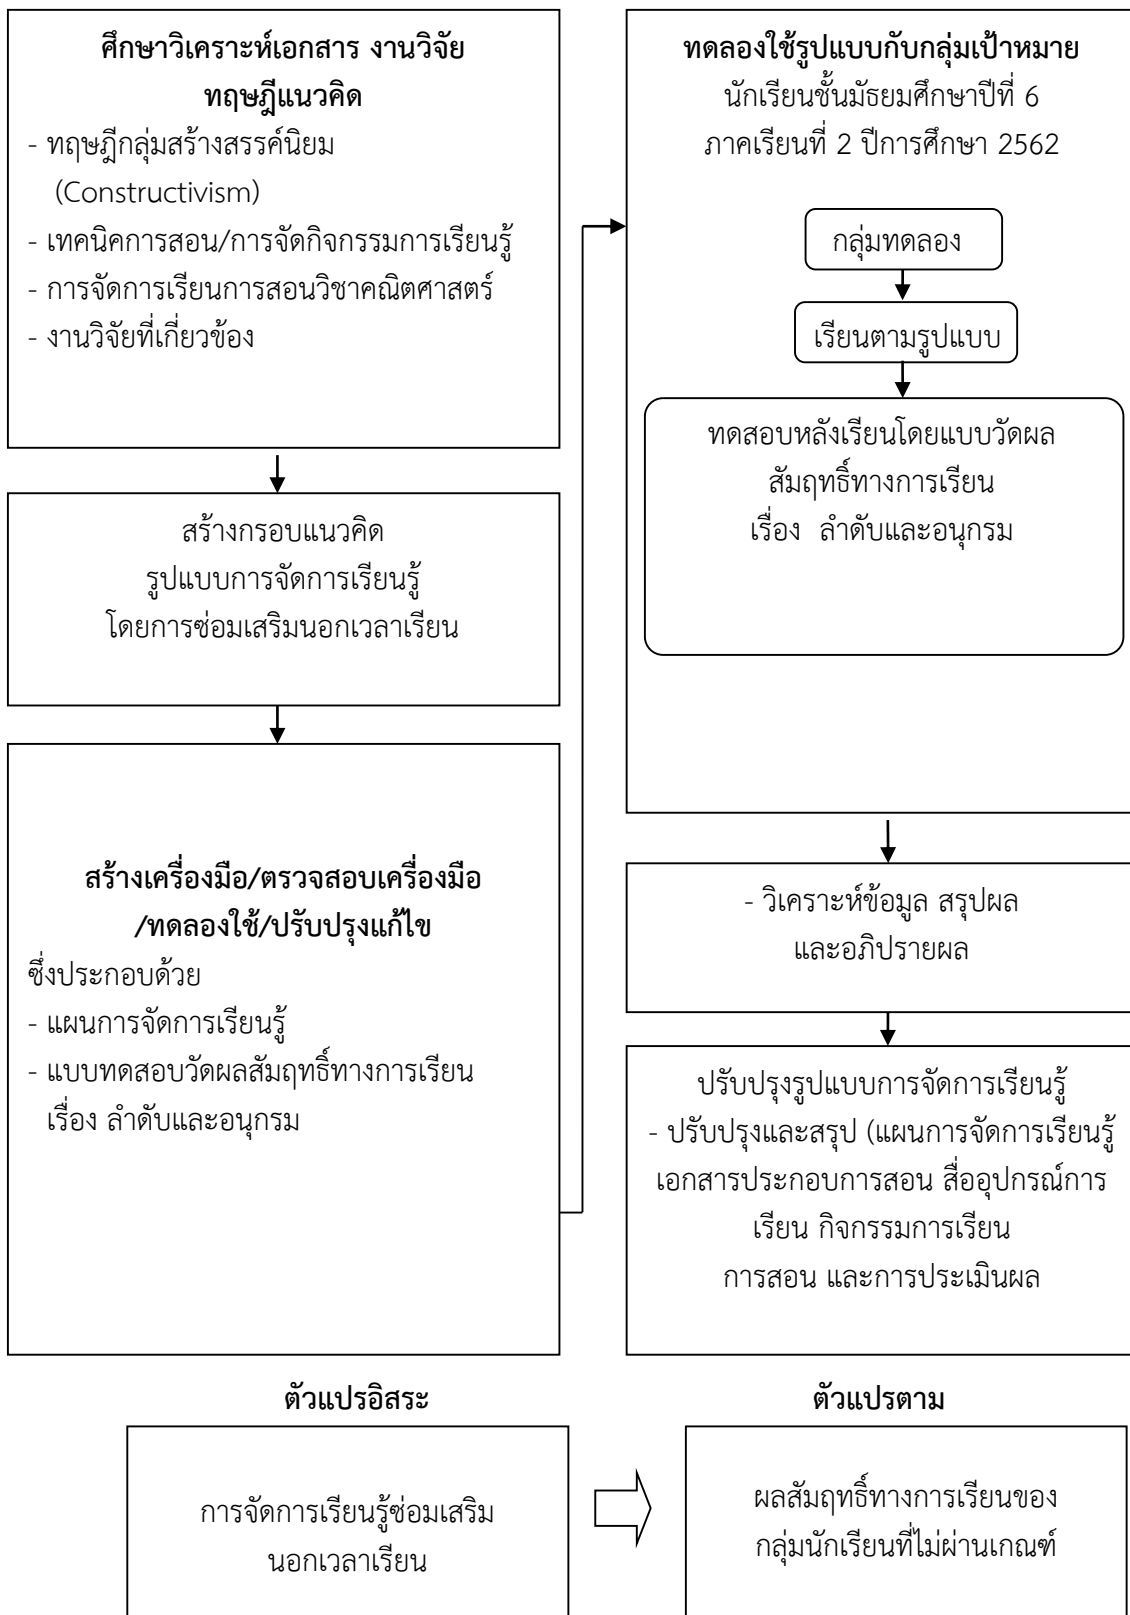 ศึกษาวิเคราะห์เอกสาร งานวิจัย
ทฤษฎีแนวคิด
- ทฤษฎีกลุ่มสร้างสรรค์นิยม
(Constructivism)
- เทคนิคการสอน/การจัดกิจกรรมการเรียนรู้
- การจัดการเรียนการสอนวิชาคณิตศาสตร์
- งานวิจัยที่เกี่ยวข้อง
สร้างกรอบแนวคิด
รูปแบบการจัดการเรียนรู้
โดยการซ่อมเสริมนอกเวลาเรียน
สร้างเครื่องมือ/ตรวจสอบเครื่องมือ
/ทดลองใช้/ปรับปรุงแก้ไข
ซึ่งประกอบด้วย
- แผนการจัดการเรียนรู้
- แบบทดสอบวัดผลสัมฤทธิ์ทางการเรียน
เรื่อง ลำดับและอนุกรม
ทดลองใช้รูปแบบกับกลุ่มเป้าหมาย
นักเรียนชั้นมัธยมศึกษาปีที่ 6
ภาคเรียนที่ 2 ปีการศึกษา 2562
กลุ่มทดลอง
เรียนตามรูปแบบ
ทดสอบหลังเรียนโดยแบบวัดผล
สัมฤทธิ์ทางการเรียน
เรื่อง ลำดับและอนุกรม
- วิเคราะห์ข้อมูล สรุปผล
และอภิปรายผล
ปรับปรุงรูปแบบการจัดการเรียนรู้
- ปรับปรุงและสรุป (แผนการจัดการเรียนรู้
เอกสารประกอบการสอน สื่ออุปกรณ์การ
เรียน กิจกรรมการเรียน
การสอน และการประเมินผล
ตัวแปรอิสระ
การจัดการเรียนรู้ซ่อมเสริม
นอกเวลาเรียน
ตัวแปรตาม
ผลสัมฤทธิ์ทางการเรียนของ
กลุ่มนักเรียนที่ไม่ผ่านเกณฑ์